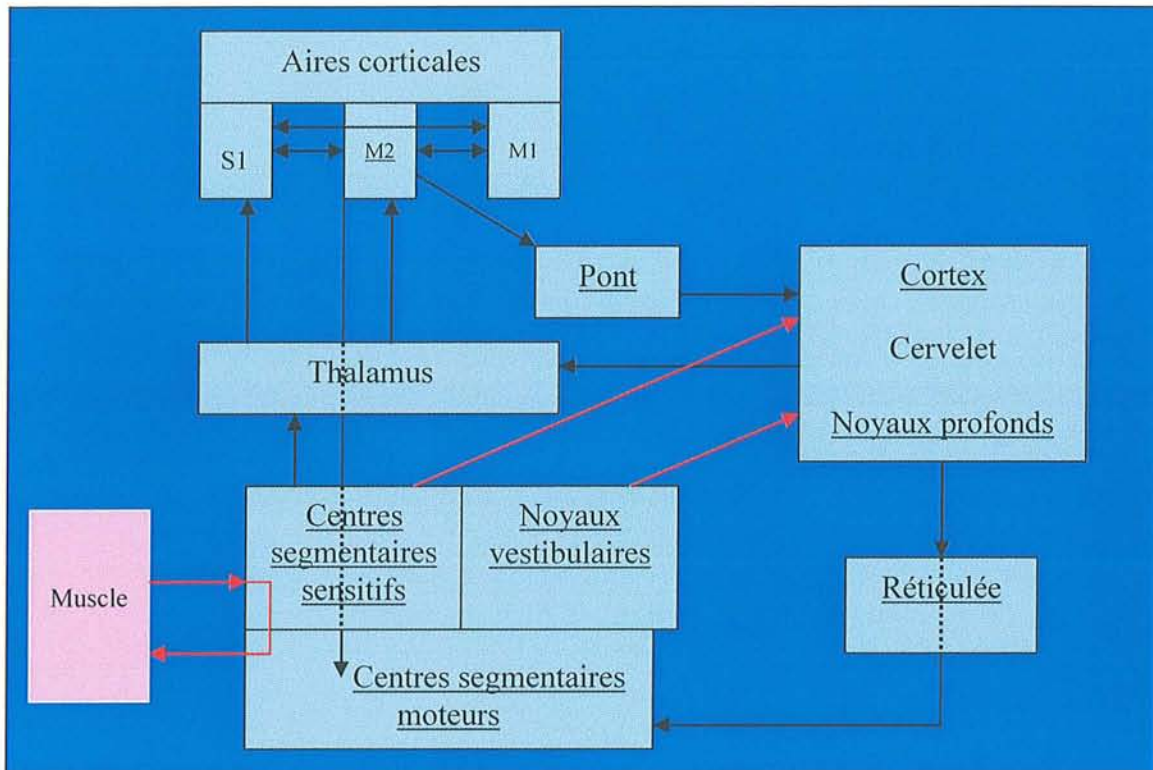 Aires corticales
S1
M2
M1
Pont
Cortex
Cervelet
Noyaux profonds
Thalamus
Centres
segmentaires
sensitifs
Noyaux
vestibulaires
Muscle
Réticulée
Centres segmentaires
moteurs